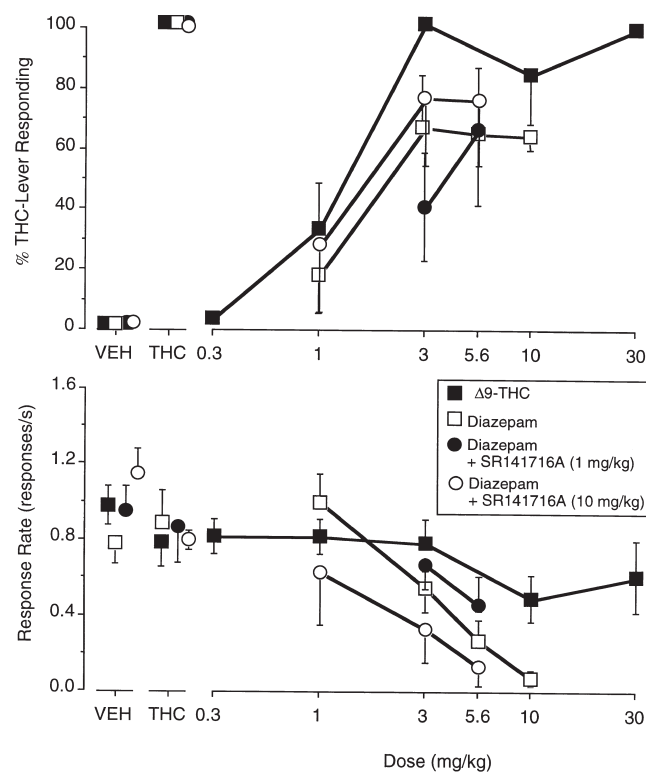 % THC-Lever Responding
100
80
60
40
20
0
VEH THC 0.3 1 3 5.6 10 30
Response Rate (responses/s)
1.6
1.2
0.8
0.4
0.0
Δ9-THC
Diazepam
Diazepam
+ SR141716A (1 mg/kg)
Diazepam
+ SR141716A (10 mg/kg)
VEH THC 0.3 1 3 5.6 10 30
Dose (mg/kg)